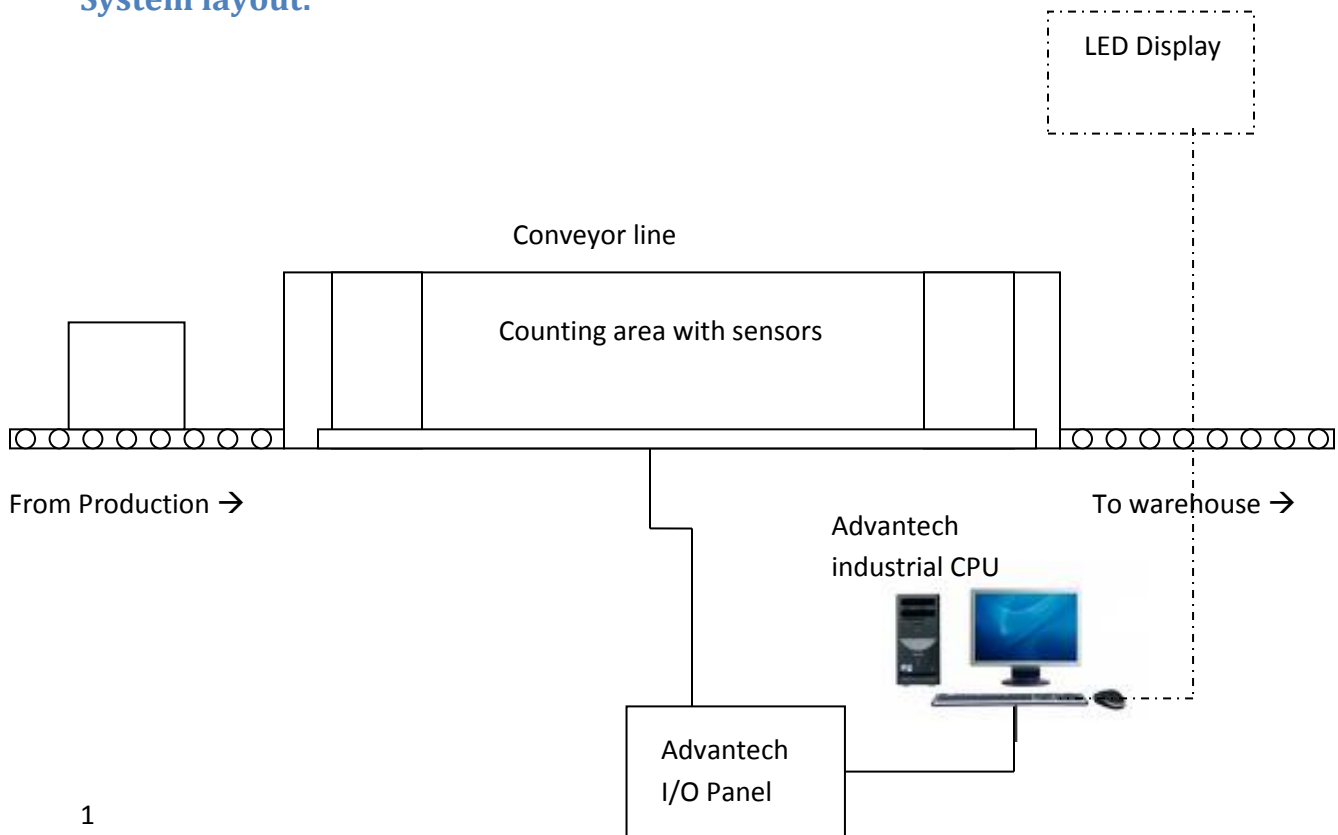 System layout:
LED Display
Conveyor line
Counting area with sensors
From Production →
To warehouse →
Advantech
industrial CPU
Advantech
I/O Panel
1